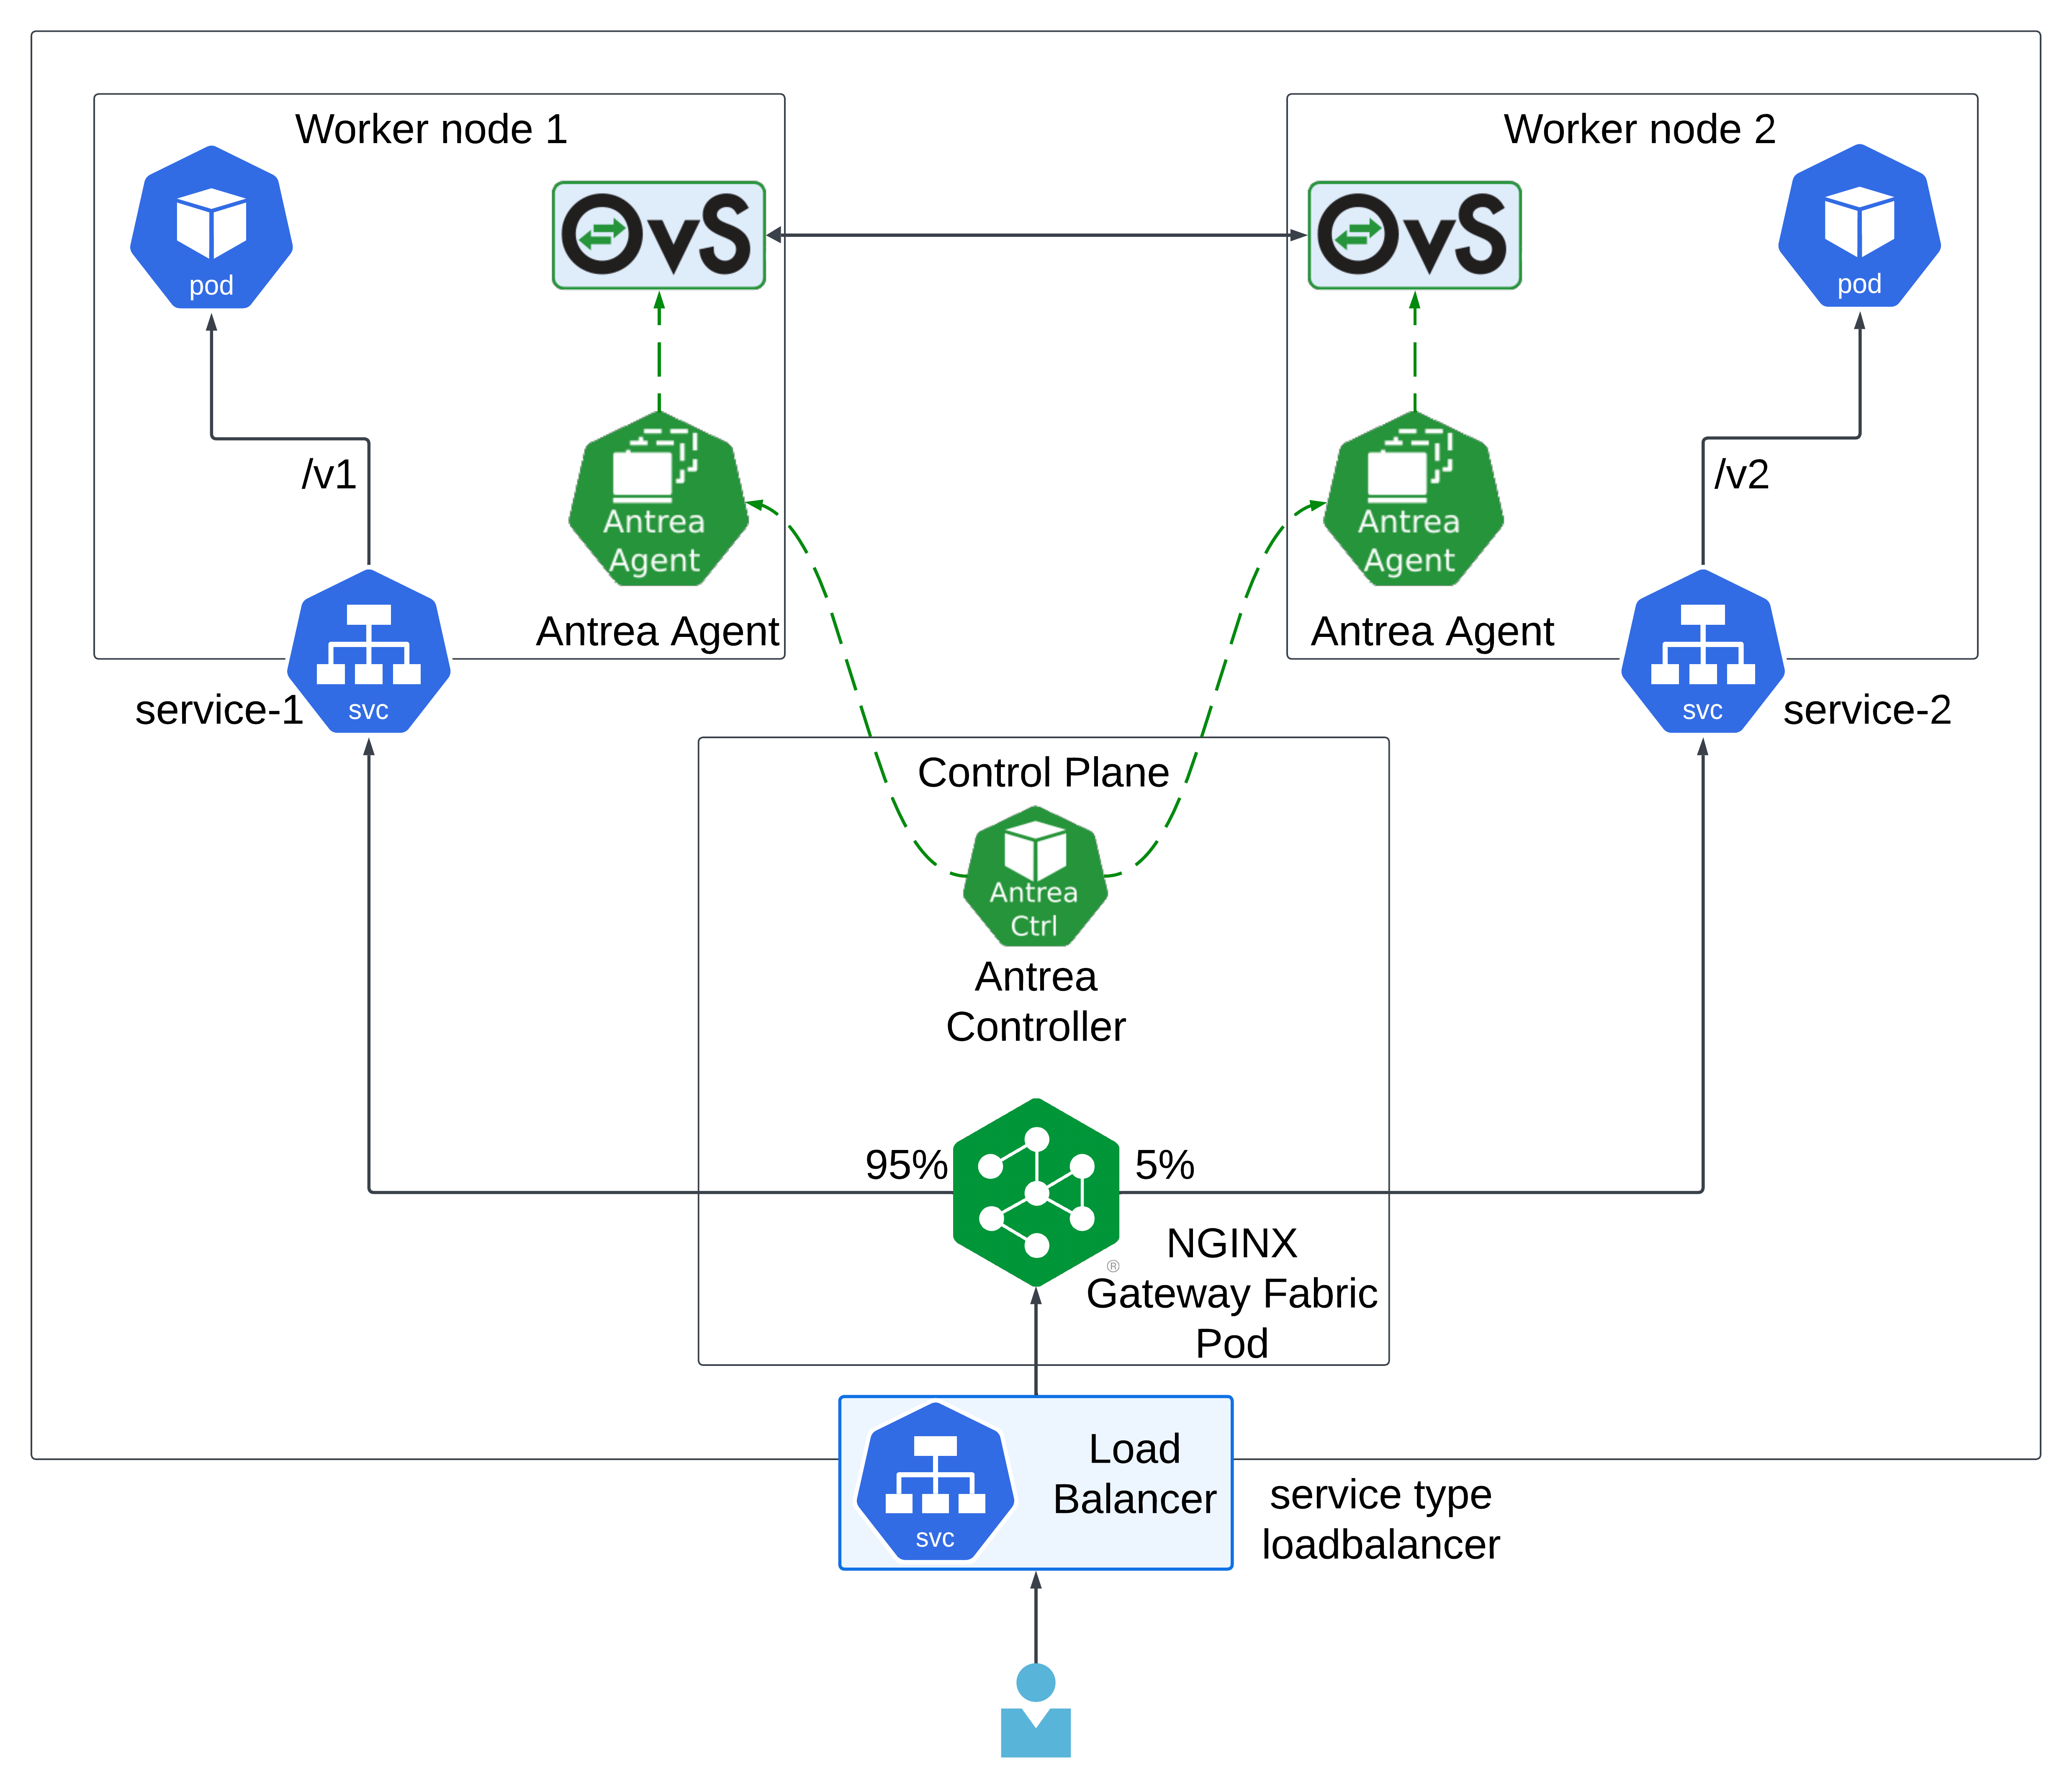 Worker node 1
Worker node 2
pod
OvS
OvS
pod
/v1
/v2
Antrea
Agent
Antrea
Agent
Antrea Agent
Antrea Agent
svc
service-1
svc
service-2
Control Plane
Antrea
Ctrl
Antrea
Controller
95%
5%
®
NGINX
Gateway Fabric
Pod
svc
Load
Balancer
service type
loadbalancer